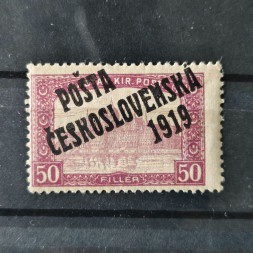 KIR. POSTA
POŠTA
ČESKOSLOVENSKÁ
1919
50 50
FILLÉR